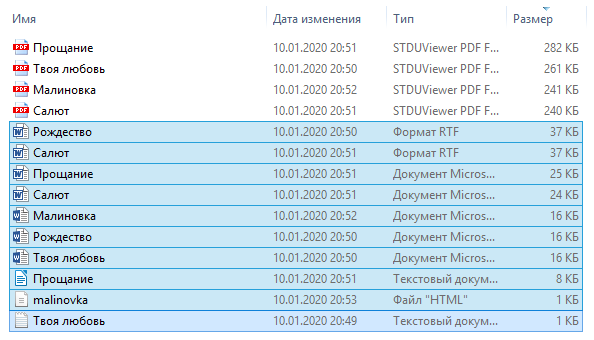 Имя Дата изменения Тип Размер
PDF Прощание 10.01.2020 20:51 STDUViewer PDF F... 282 КБ
PDF Твоя любовь 10.01.2020 20:50 STDUViewer PDF F... 261 КБ
PDF Малиновка 10.01.2020 20:52 STDUViewer PDF F... 241 КБ
PDF Салют 10.01.2020 20:51 STDUViewer PDF F... 240 КБ
W Рождество 10.01.2020 20:50 Формат RTF 37 КБ
W Салют 10.01.2020 20:51 Формат RTF 37 КБ
W Прощание 10.01.2020 20:51 Документ Micros... 25 КБ
W Салют 10.01.2020 20:51 Документ Micros... 24 КБ
W Малиновка 10.01.2020 20:52 Документ Micros... 16 КБ
W Рождество 10.01.2020 20:50 Документ Micros... 16 КБ
W Твоя любовь 10.01.2020 20:50 Документ Micros... 16 КБ
Прощание 10.01.2020 20:51 Текстовый докум... 8 КБ
malinovka 10.01.2020 20:53 Файл "HTML" 1 КБ
Твоя любовь 10.01.2020 20:49 Текстовый докум... 1 КБ